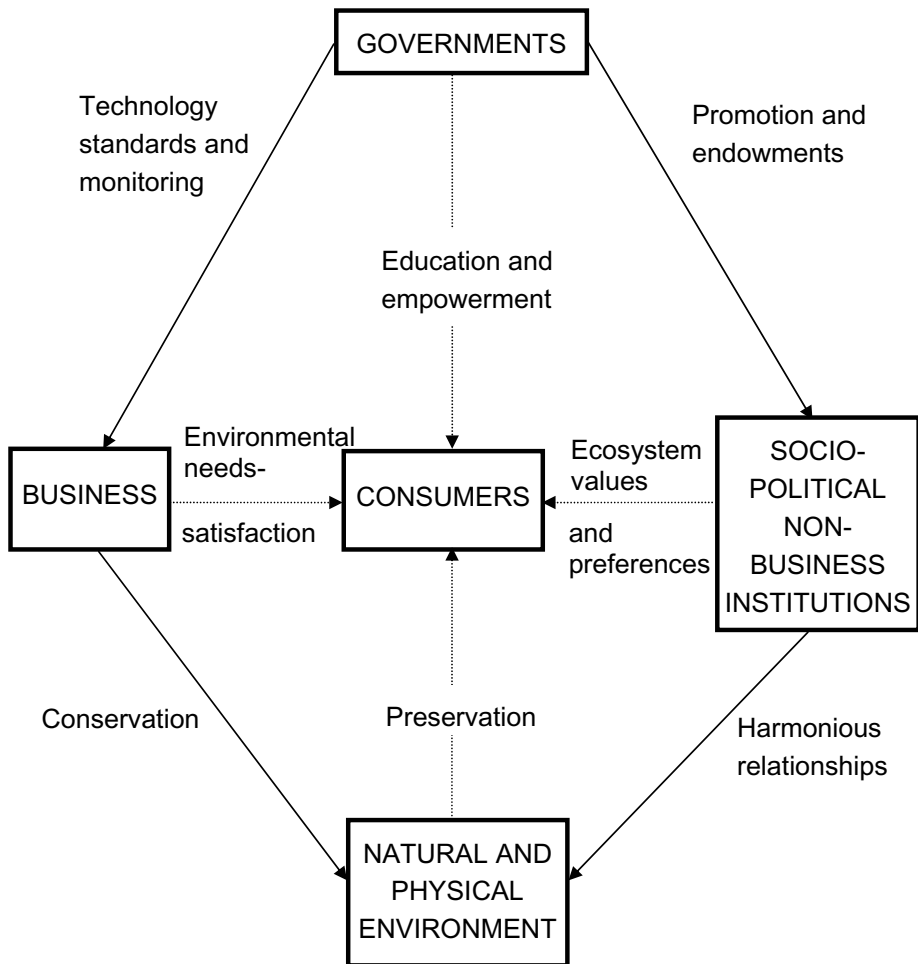 GOVERNMENTS
Technology
standards and
monitoring
Promotion and
endowments
Education and
empowerment
Environmental
needs-
satisfaction
BUSINESS
CONSUMERS
Ecosystem
values
and
preferences
SOCIO-
POLITICAL
NON-
BUSINESS
INSTITUTIONS
Conservation
Preservation
Harmonious
relationships
NATURAL AND
PHYSICAL
ENVIRONMENT